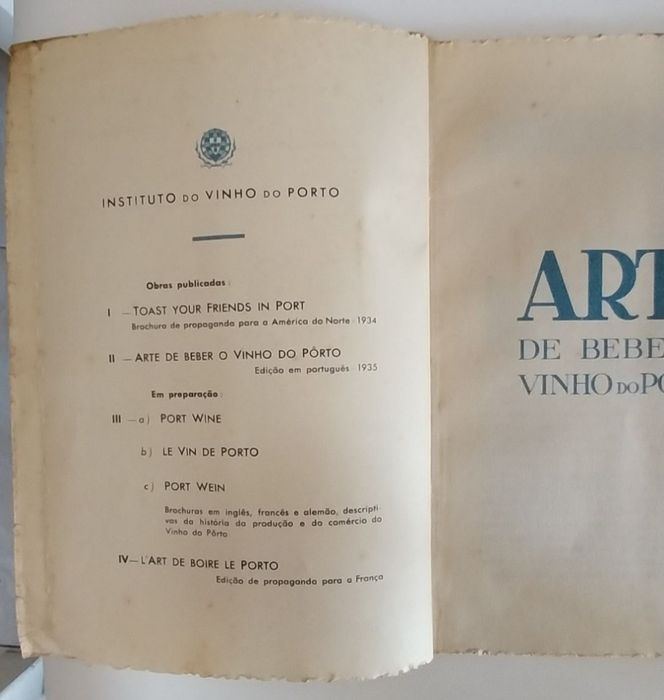 INSTITUTO DO VINHO DO PORTO
Obras publicadas:
I — TOAST YOUR FRIENDS IN PORT
Brochura de propaganda para a América do Norte 1934
II — ARTE DE BEBER O VINHO DO PÔRTO
Edição em português 1935
Em preparação:
III — a) PORT WINE
b) LE VIN DE PORTO
c) PORT WEIN
Brochuras em inglês, francês e alemão, descripti-
vas da história da produção e do comércio do
Vinho do Pôrto
IV — L'ART DE BOIRE LE PORTO
Edição de propaganda para a França
ART
DE BEBE
VINHO DO PO